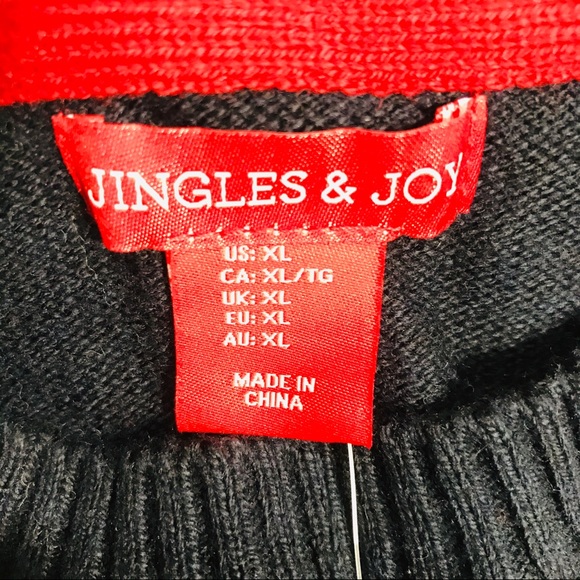 JINGLES & JOY
US: XL
CA: XL/TG
UK: XL
EU: XL
AU: XL
MADE IN
CHINA